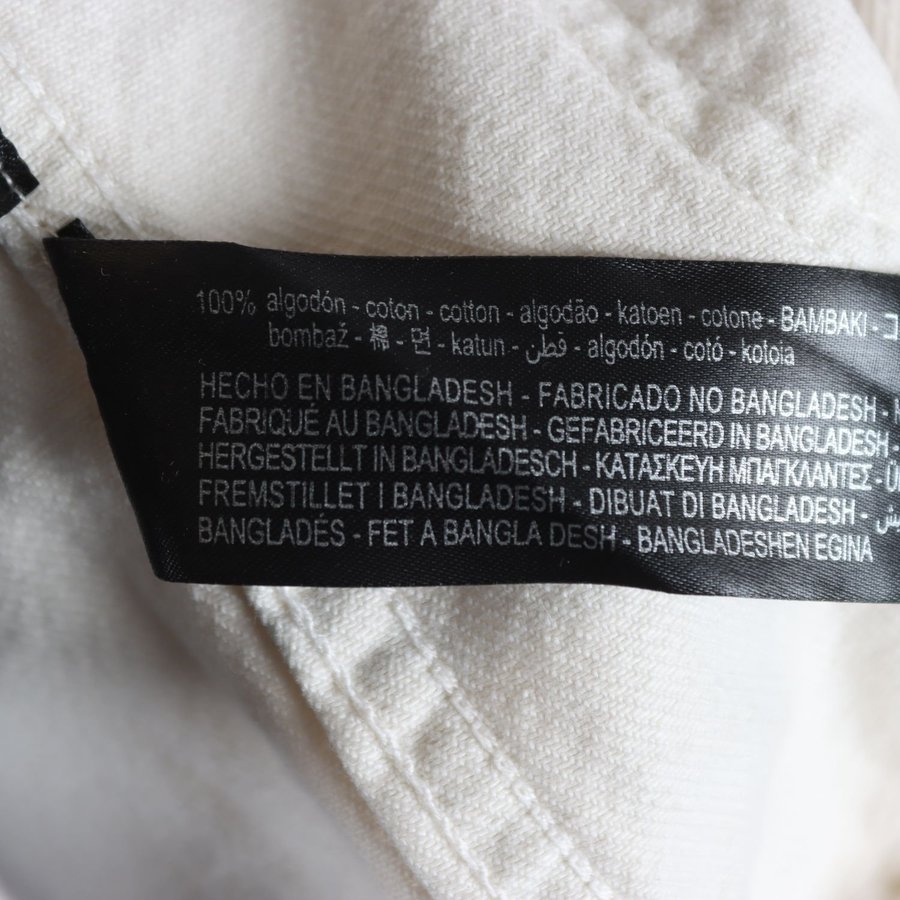 100% algodón - coton - cotton - algodão - katoen - cotone - BAMBAKI - コ
bombaž - 棉 - 면 - katun - قطن - algodón - cotó - kotoia
HECHO EN BANGLADESH - FABRICADO NO BANGLADESH -
FABRIQUÉ AU BANGLADESH - GEFABRICEERD IN BANGLADESH -
HERGESTELLT IN BANGLADESCH - ΚΑΤΑΣΚΕΥΗ ΜΠΑΓΚΛΑΝΤΕΣ -
FREMSTILLET I BANGLADESH - DIBUAT DI BANGLADESH -
BANGLADÉS - FET A BANGLA DESH - BANGLADESHEN EGINA